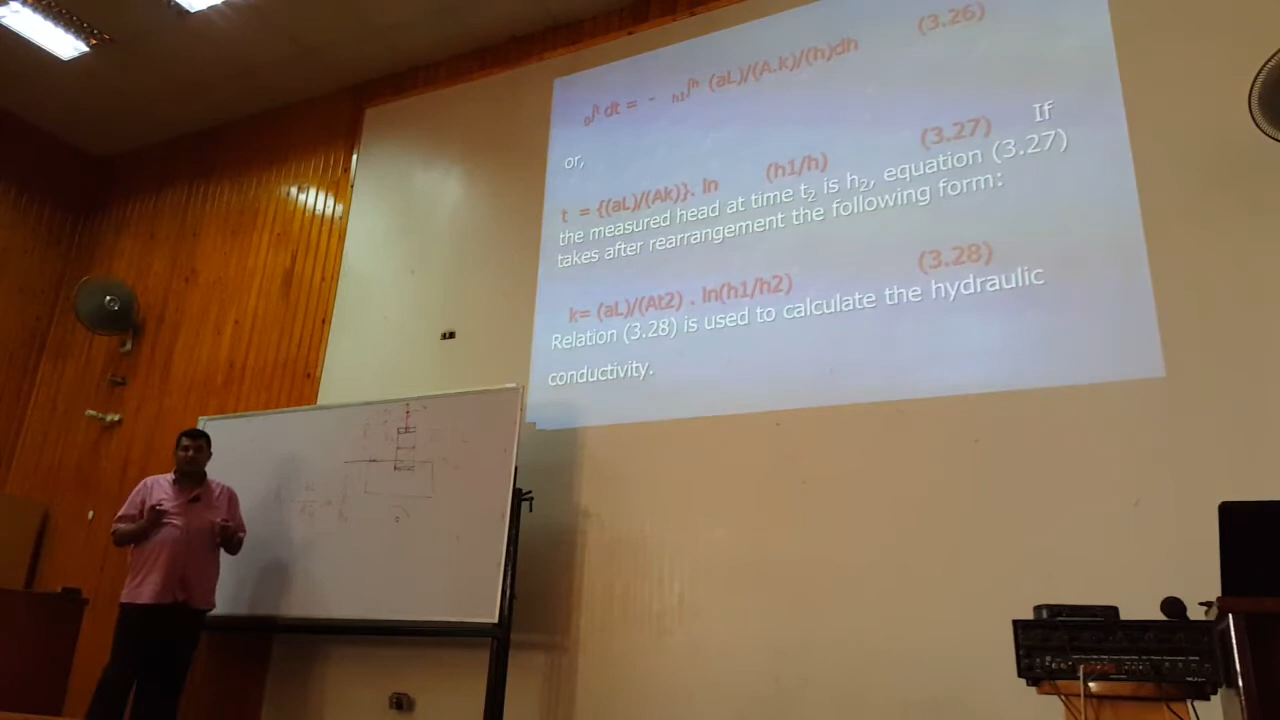 (3.26)
₀∫ᵗ dt = - ₕ₁∫ʰ (aL)/(A.k)/(h)dh
or,
(3.27) If
t = {(aL)/(Ak)}. ln (h1/h)
the measured head at time t₂ is h₂, equation (3.27)
takes after rearrangement the following form:
(3.28)
k= (aL)/(At2) . ln(h1/h2)
Relation (3.28) is used to calculate the hydraulic
conductivity.